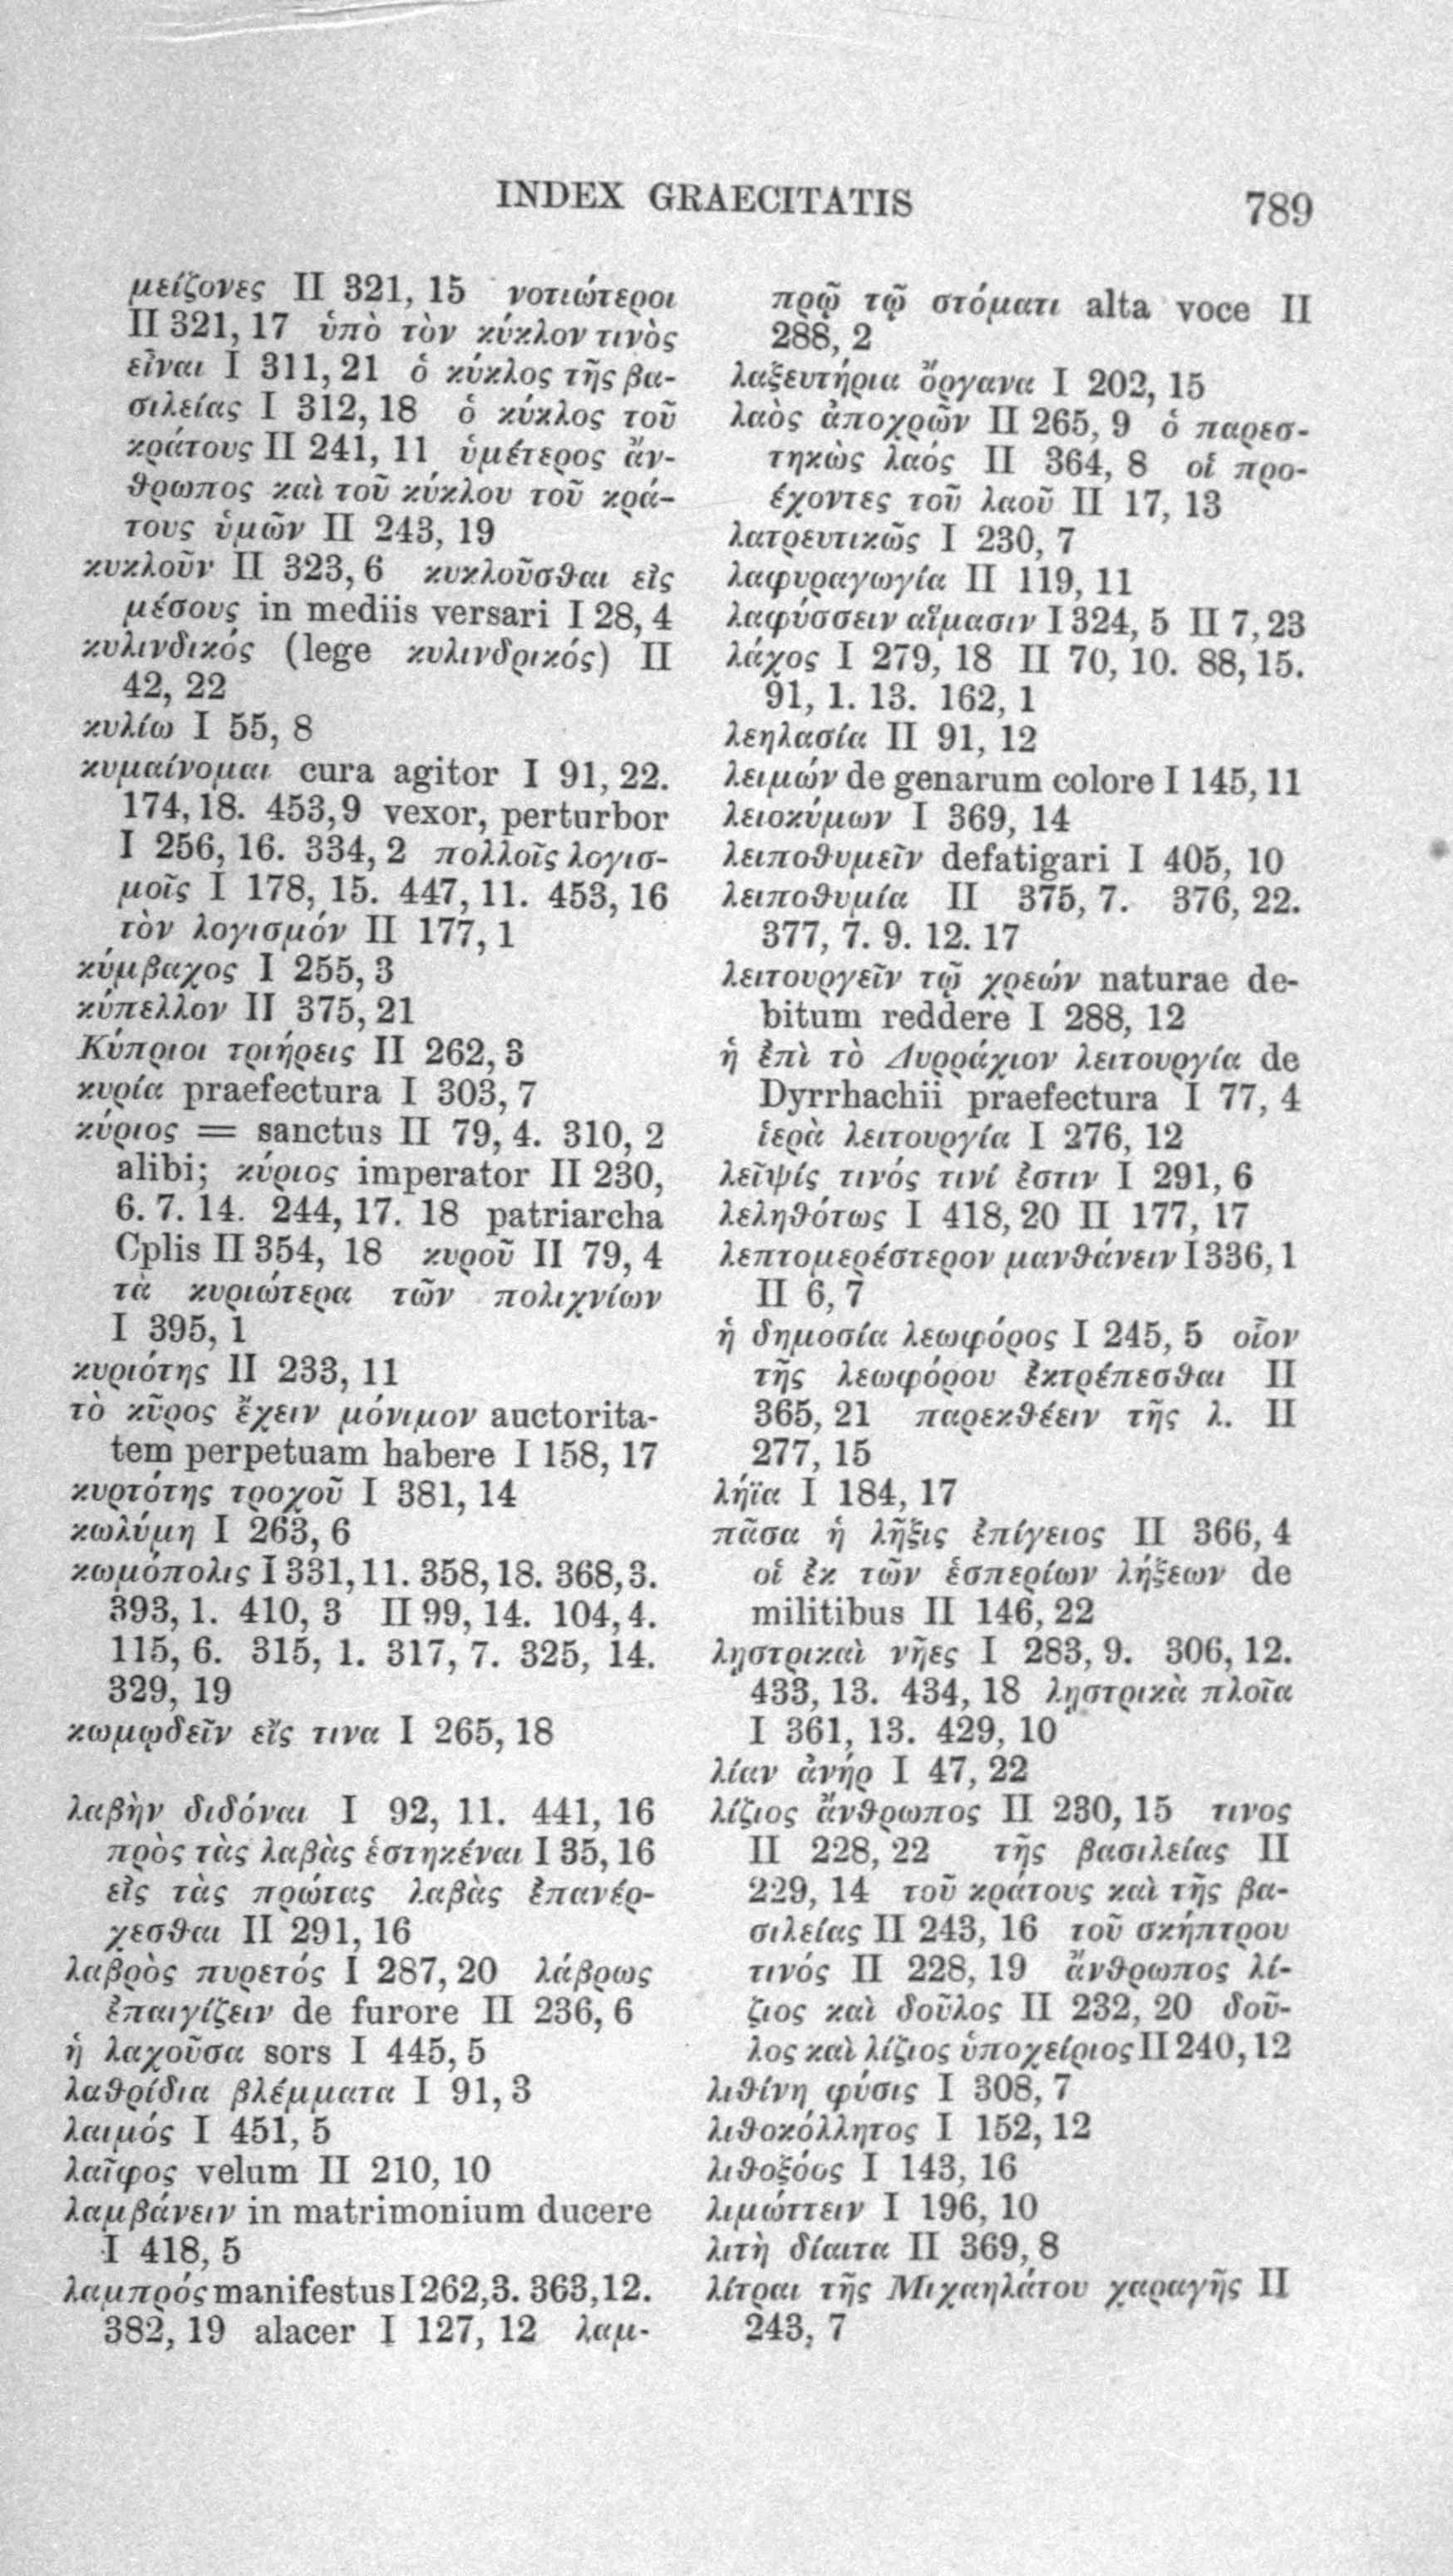 INDEX GRAECITATIS
789
μείζονες II 321, 15 νοτιώτεροι
II 321, 17 ὑπὸ τὸν κύκλον τινὸς
εἶναι I 311, 21 ὁ κύκλος τῆς βα-
σιλείας I 312, 18 ὁ κύκλος τοῦ
κράτους II 241, 11 ὑμέτερος ἄν-
θρωπος καὶ τοῦ κύκλου τοῦ κρά-
τους ὑμῶν II 243, 19
κυκλοῦν II 323, 6 κυκλοῦσθαι εἰς
μέσους in mediis versari I 28, 4
κυλινδικός (lege κυλινδρικός) II
42, 22
κυλίω I 55, 8
κυμαίνομαι cura agitor I 91, 22.
174, 18. 453, 9 vexor, perturbor
I 256, 16. 334, 2 πολλοῖς λογισ-
μοῖς I 178, 15. 447, 11. 453, 16
τὸν λογισμόν II 177, 1
κύμβαχος I 255, 3
κύπελλον II 375, 21
Κύπριοι τριήρεις II 262, 3
κυρία praefectura I 303, 7
κύριος = sanctus II 79, 4. 310, 2
alibi; κύριος imperator II 230,
6. 7. 14. 244, 17. 18 patriarcha
Cplis II 354, 18 κυροῦ II 79, 4
τὰ κυριώτερα τῶν πολιχνίων
I 395, 1
κυριότης II 233, 11
τὸ κῦρος ἔχειν μόνιμον auctorita-
tem perpetuam habere I 158, 17
κυρτότης τροχοῦ I 381, 14
κωλύμη I 263, 6
κωμόπολις I 331, 11. 358, 18. 368, 3.
393, 1. 410, 3 II 99, 14. 104, 4.
115, 6. 315, 1. 317, 7. 325, 14.
329, 19
κωμῳδεῖν εἴς τινα I 265, 18
λαβὴν διδόναι I 92, 11. 441, 16
πρὸς τὰς λαβὰς ἑστηκέναι I 35, 16
εἰς τὰς πρώτας λαβὰς ἐπανέρ-
χεσθαι II 291, 16
λαβρὸς πυρετός I 287, 20 λάβρως
ἐπαιγίζειν de furore II 236, 6
ἡ λαχοῦσα sors I 445, 5
λαθρίδια βλέμματα I 91, 3
λαιμός I 451, 5
λαῖφος velum II 210, 10
λαμβάνειν in matrimonium ducere
I 418, 5
λαμπρός manifestus I 262, 3. 363, 12.
382, 19 alacer I 127, 12 λαμ-
πρῷ τῷ στόματι alta voce II
288, 2
λαξευτήρια ὄργανα I 202, 15
λαὸς ἀποχρῶν II 265, 9 ὁ παρεσ-
τηκὼς λαός II 364, 8 οἱ προ-
έχοντες τοῦ λαοῦ II 17, 13
λατρευτικῶς I 230, 7
λαφυραγωγία II 119, 11
λαφύσσειν αἵμασιν I 324, 5 II 7, 23
λάχος I 279, 18 II 70, 10. 88, 15.
91, 1. 13. 162, 1
λεηλασία II 91, 12
λειμών de genarum colore I 145, 11
λειοκύμων I 369, 14
λειποθυμεῖν defatigari I 405, 10
λειποθυμία II 375, 7. 376, 22.
377, 7. 9. 12. 17
λειτουργεῖν τῷ χρεών naturae de-
bitum reddere I 288, 12
ἡ ἐπὶ τὸ Δυρράχιον λειτουργία de
Dyrrhachii praefectura I 77, 4
ἱερὰ λειτουργία I 276, 12
λεῖψίς τινός τινί ἐστιν I 291, 6
λεληθότως I 418, 20 II 177, 17
λεπτομερέστερον μανθάνειν I 336, 1
II 6, 7
ἡ δημοσία λεωφόρος I 245, 5 οἷον
τῆς λεωφόρου ἐκτρέπεσθαι II
365, 21 παρεκθέειν τῆς λ. II
277, 15
λήϊα I 184, 17
πᾶσα ἡ λῆξις ἐπίγειος II 366, 4
οἱ ἐκ τῶν ἑσπερίων λήξεων de
militibus II 146, 22
λῃστρικαὶ νῆες I 283, 9. 306, 12.
433, 13. 434, 18 λῃστρικὰ πλοῖα
I 361, 13. 429, 10
λίαν ἀνήρ I 47, 22
λίζιος ἄνθρωπος II 230, 15 τινος
II 228, 22 τῆς βασιλείας II
229, 14 τοῦ κράτους καὶ τῆς βα-
σιλείας II 243, 16 τοῦ σκήπτρου
τινός II 228, 19 ἄνθρωπος λί-
ζιος καὶ δοῦλος II 232, 20 δοῦ-
λος καὶ λίζιος ὑποχείριος II 240, 12
λιθίνη φύσις I 308, 7
λιθοκόλλητος I 152, 12
λιθοξόος I 143, 16
λιμώττειν I 196, 10
λιτὴ δίαιτα II 369, 8
λίτραι τῆς Μιχαηλάτου χαραγῆς II
243, 7